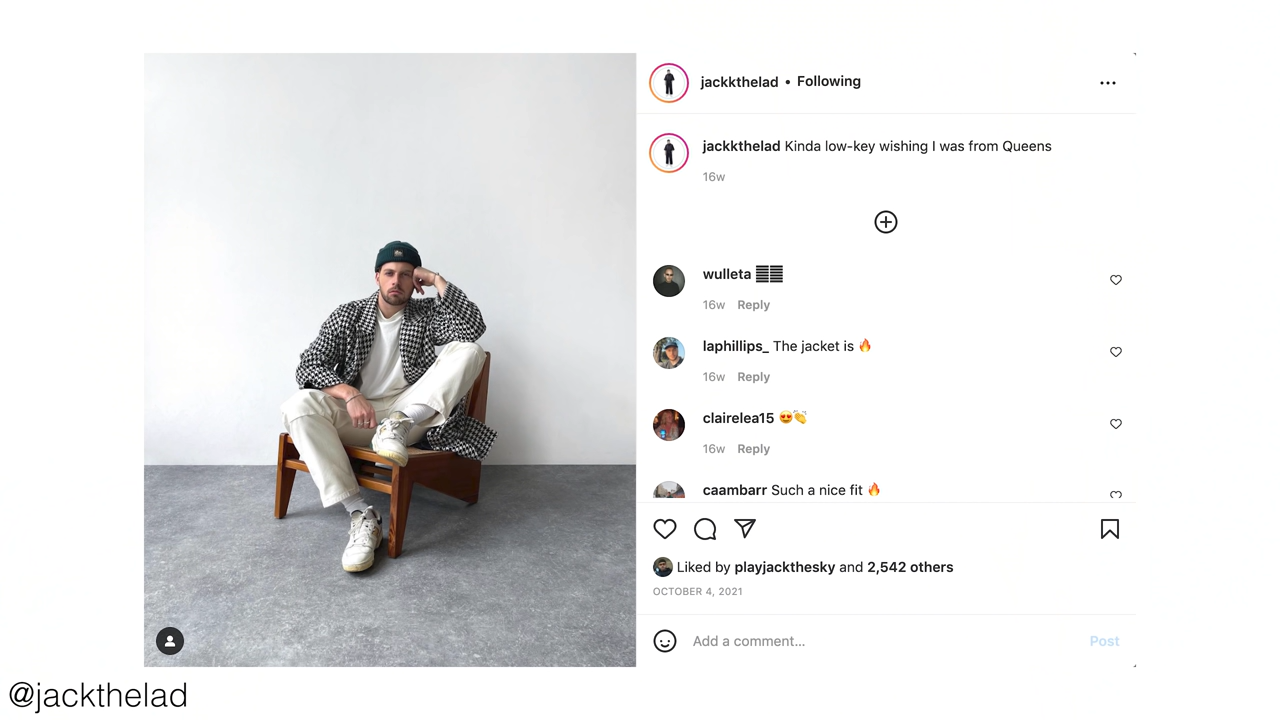 jackkthelad • Following
jackkthelad Kinda low-key wishing I was from Queens
16w
wulleta
16w Reply
laphillips_ The jacket is 🔥
16w Reply
clairelea15 😍👏
16w Reply
caambarr Such a nice fit 🔥
Liked by playjackthesky and 2,542 others
OCTOBER 4, 2021
Add a comment... Post
@jackthelad